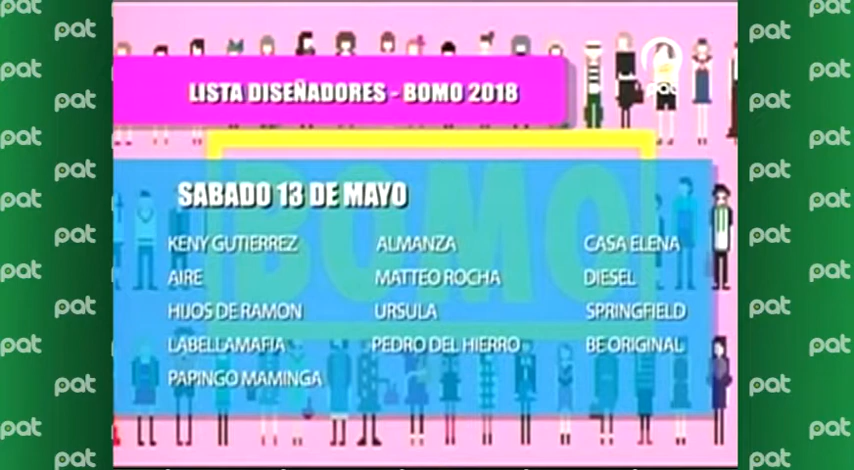 pat
LISTA DISEÑADORES - BOMO 2018
BOMO
SABADO 13 DE MAYO
KENY GUTIERREZ ALMANZA CASA ELENA
AIRE MATTEO ROCHA DIESEL
HIJOS DE RAMON URSULA SPRINGFIELD
LABELLAMAFIA PEDRO DEL HIERRO BE ORIGINAL
PAPINGO MAMINGA